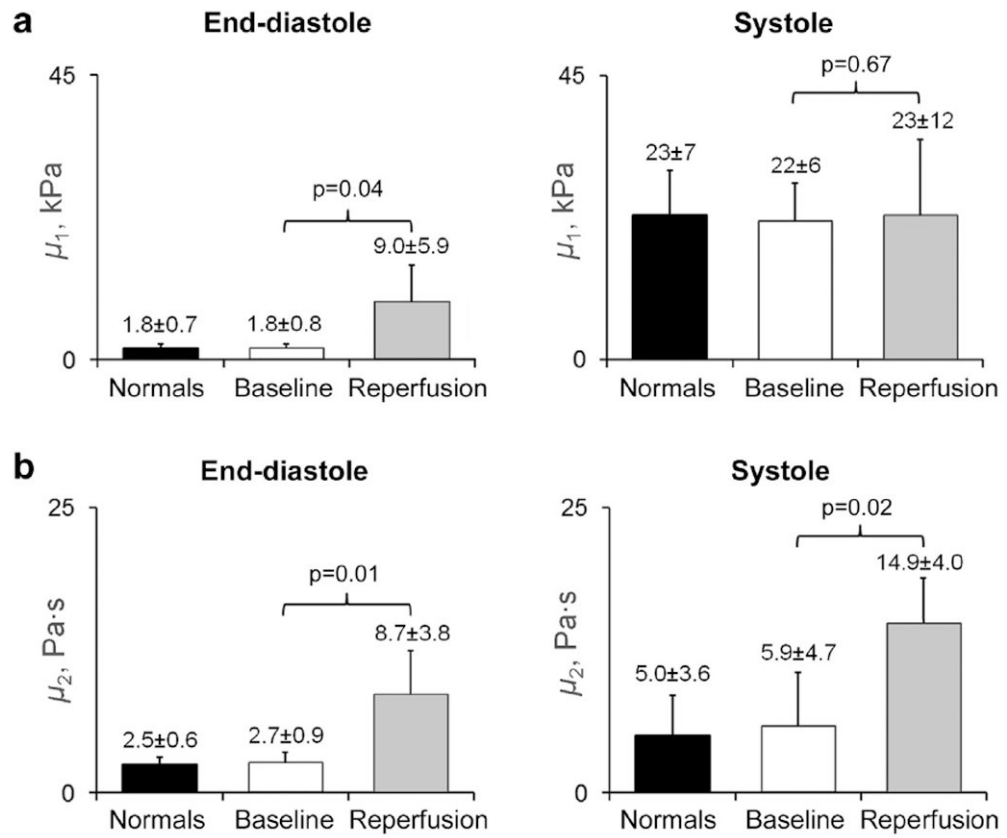 a
End-diastole
45
μ1, kPa
p=0.04
9.0±5.9
1.8±0.7
1.8±0.8
0
Normals
Baseline
Reperfusion
Systole
45
μ1, kPa
p=0.67
23±12
23±7
22±6
0
Normals
Baseline
Reperfusion
b
End-diastole
25
μ2, Pa·s
p=0.01
8.7±3.8
2.5±0.6
2.7±0.9
0
Normals
Baseline
Reperfusion
Systole
25
μ2, Pa·s
p=0.02
14.9±4.0
5.9±4.7
5.0±3.6
0
Normals
Baseline
Reperfusion